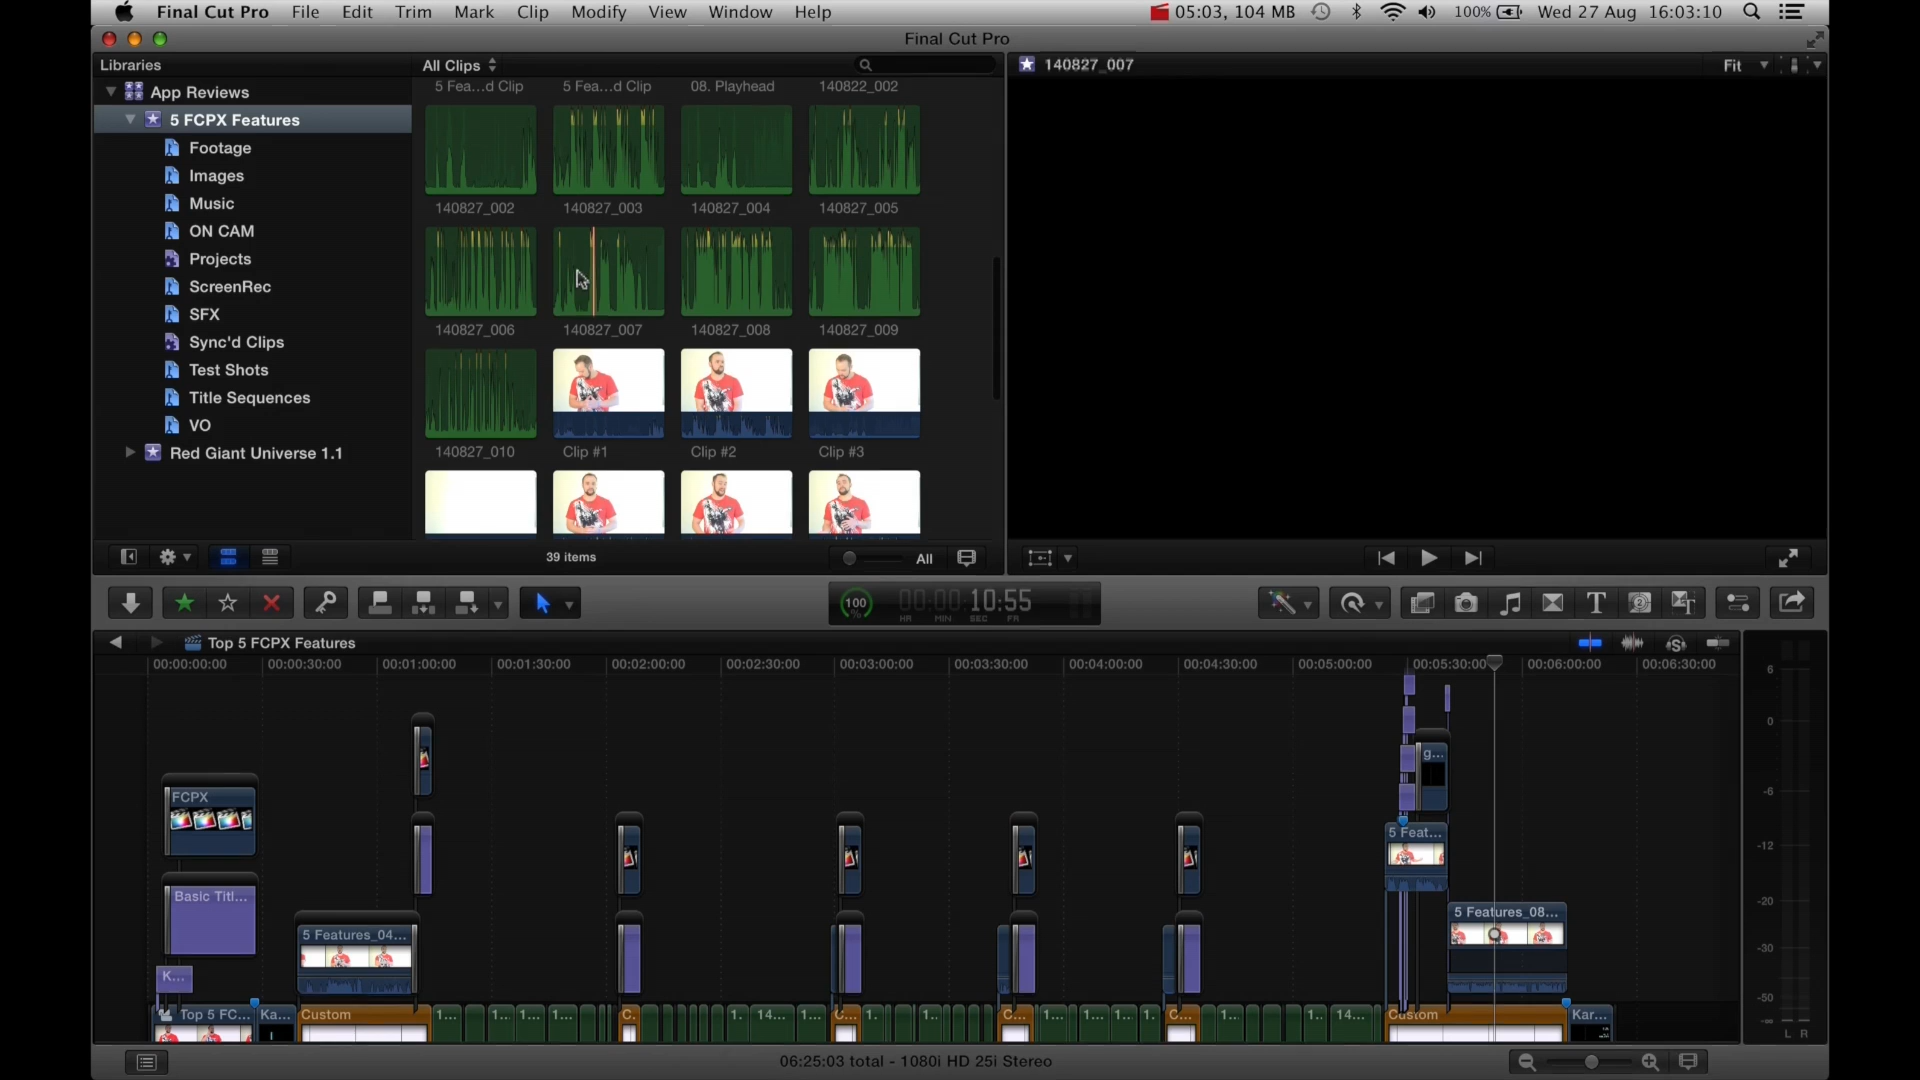 Final Cut Pro File Edit Trim Mark Clip Modify View Window Help 05:03, 104 MB 100% Wed 27 Aug 16:03:10
Final Cut Pro
Libraries All Clips 140827_007 Fit
App Reviews
5 FCPX Features
Footage
Images
Music
ON CAM
Projects
ScreenRec
SFX
Sync'd Clips
Test Shots
Title Sequences
VO
Red Giant Universe 1.1
5 Fea...d Clip 5 Fea...d Clip 08. Playhead 140822_002
140827_002 140827_003 140827_004 140827_005
140827_006 140827_007 140827_008 140827_009
140827_010 Clip #1 Clip #2 Clip #3
39 items All
100 % 00:00:10:55
HR MIN SEC FR
Top 5 FCPX Features
00:00:00:00 00:00:30:00 00:01:00:00 00:01:30:00 00:02:00:00 00:02:30:00 00:03:00:00 00:03:30:00 00:04:00:00 00:04:30:00 00:05:00:00 00:05:30:00 00:06:00:00 00:06:30:00
6
0
-6
-12
-20
-30
-50
-∞
L R
g...
FCPX
5 Feat...
Basic Titl...
5 Features_08...
5 Features_04...
K...
Top 5 FC... Ka... Custom 1... 1... 1... 1... C. 1. 14... 1... C... 1. 1... C... 1... 1... 1. C... 1... 1.. 14... Custom Kar...
06:25:03 total - 1080i HD 25i Stereo